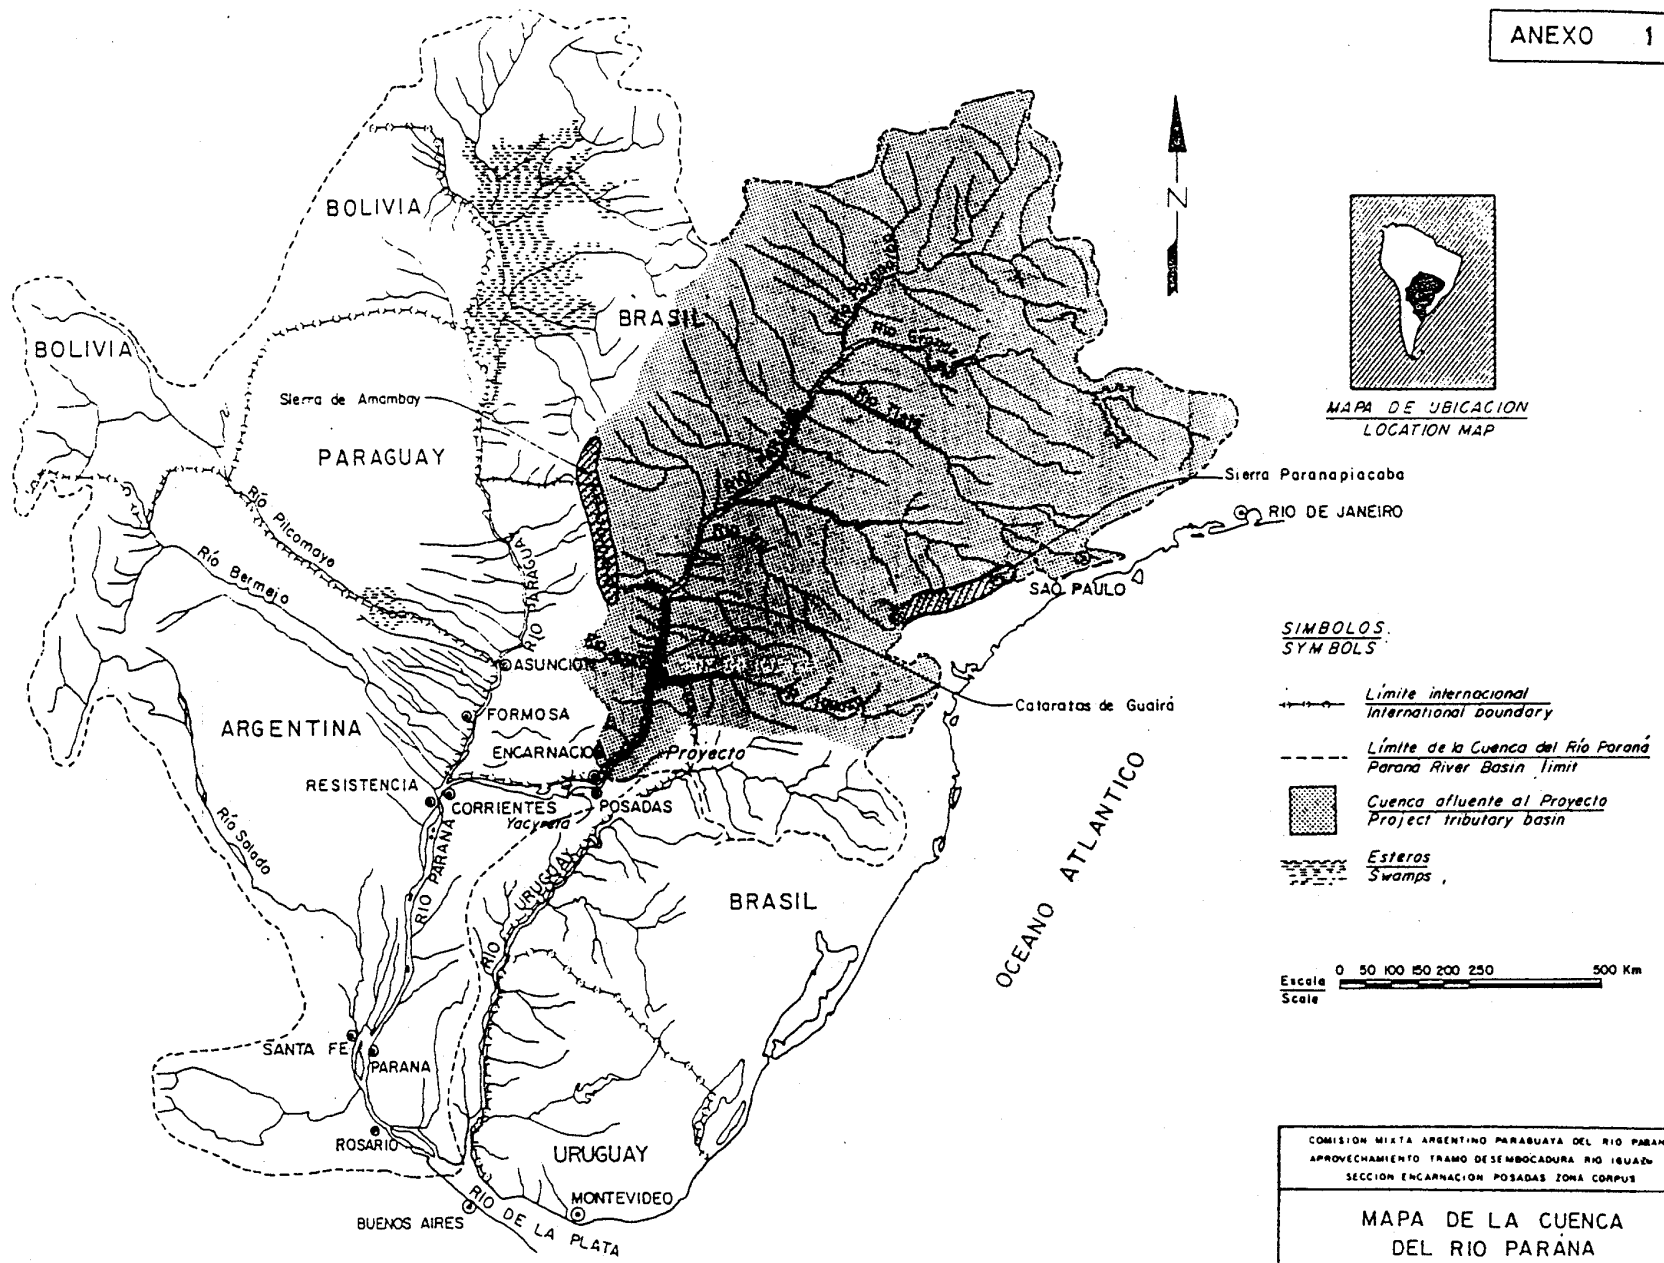 ANEXO 1
N
BOLIVIA
BRASIL
BOLIVIA
Sierra de Amambay
PARAGUAY
Río Pilcomayo
Río Bermejo
RÍO PARAGUAY
Río Grande
Río Tieté
RIO PARANA
MAPA DE UBICACION
LOCATION MAP
Sierra Paranapiacaba
RIO DE JANEIRO
SAO PAULO
ASUNCION
FORMOSA
ARGENTINA
ENCARNACIO
Proyecto
Cataratas de Guairá
RESISTENCIA
CORRIENTES
Yacyretá
POSADAS
Río Salado
RIO PARANA
RIO URUGUAY
BRASIL
OCEANO ATLANTICO
SIMBOLOS
SYMBOLS
Límite internacional
International boundary
Límite de la Cuenca del Río Paraná
Parana River Basin limit
Cuenca afluente al Proyecto
Project tributary basin
Esteros
Swamps
Escala
Scale
0 50 100 150 200 250 500 Km
SANTA FE
PARANA
ROSARIO
URUGUAY
MONTEVIDEO
BUENOS AIRES
RIO DE LA PLATA
COMISION MIXTA ARGENTINO PARAGUAYA DEL RIO PARAN
APROVECHAMIENTO TRAMO DESEMBOCADURA RIO IGUAZU
SECCION ENCARNACION POSADAS ZONA CORPUS
MAPA DE LA CUENCA
DEL RIO PARANA